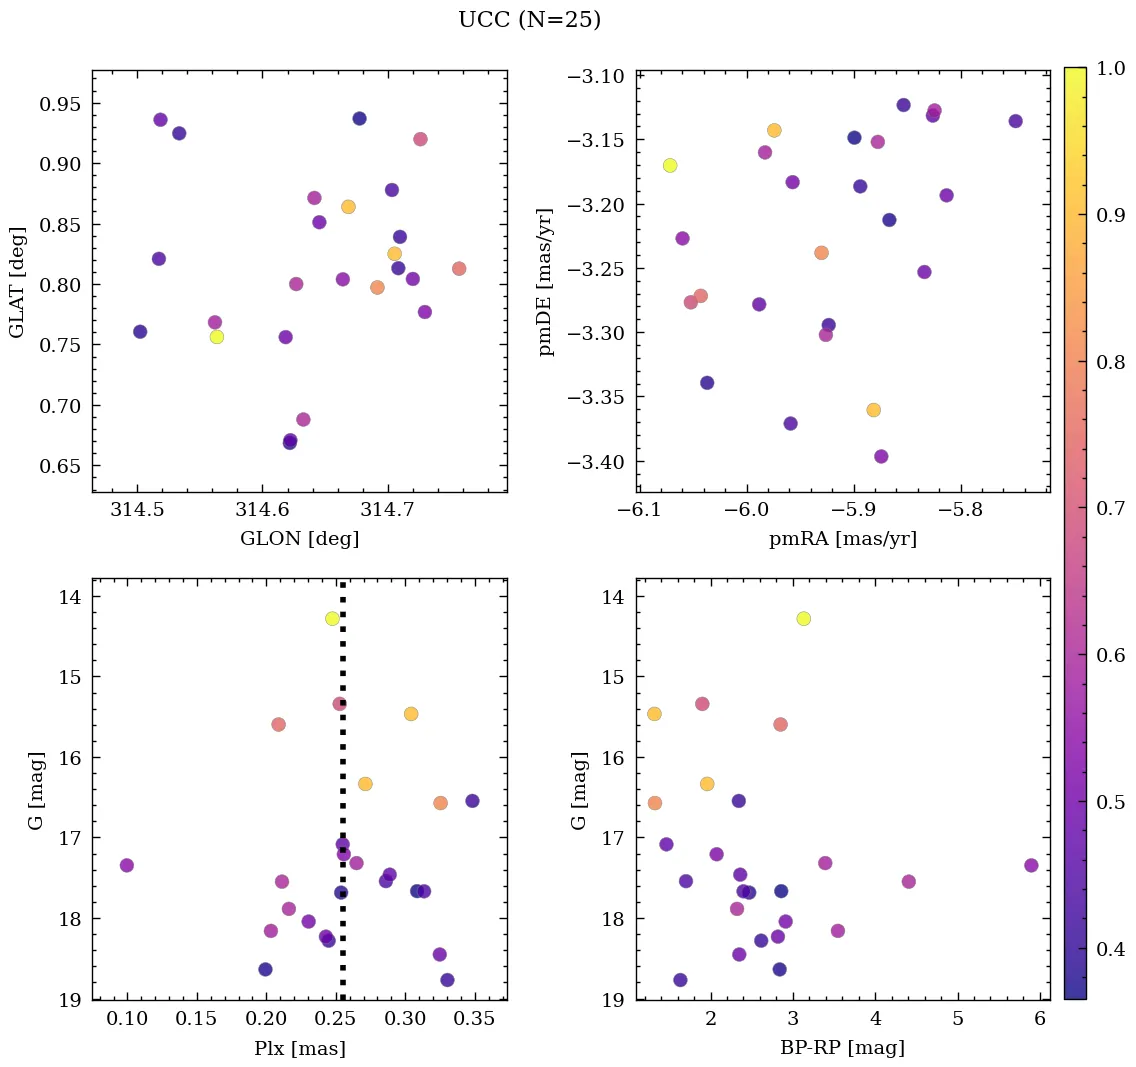 UCC (N=25)
0.95
0.90
0.85
0.80
0.75
0.70
0.65
GLAT [deg]
314.5 314.6 314.7
GLON [deg]
−3.10
−3.15
−3.20
−3.25
−3.30
−3.35
−3.40
pmDE [mas/yr]
−6.1 −6.0 −5.9 −5.8
pmRA [mas/yr]
14
15
16
17
18
19
G [mag]
0.10 0.15 0.20 0.25 0.30 0.35
Plx [mas]
14
15
16
17
18
19
G [mag]
2 3 4 5 6
BP-RP [mag]
1.0
0.9
0.8
0.7
0.6
0.5
0.4